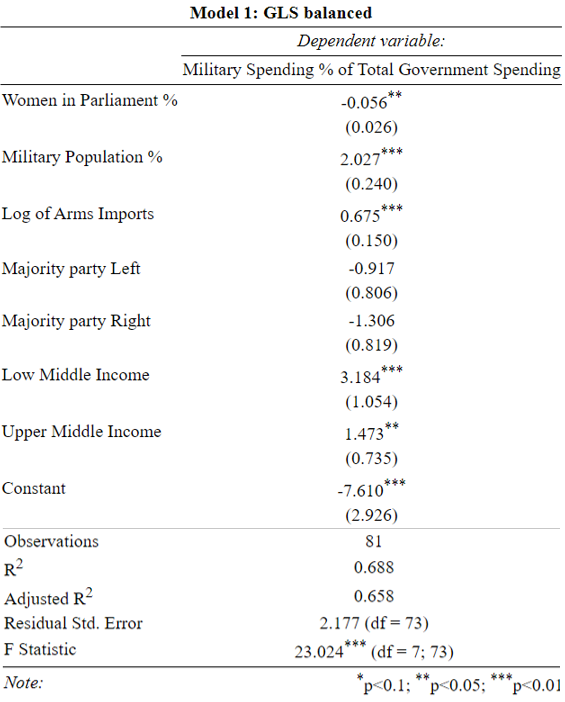 Model 1: GLS balanced
Dependent variable:
Military Spending % of Total Government Spending
Women in Parliament % -0.056**
(0.026)
Military Population % 2.027***
(0.240)
Log of Arms Imports 0.675***
(0.150)
Majority party Left -0.917
(0.806)
Majority party Right -1.306
(0.819)
Low Middle Income 3.184***
(1.054)
Upper Middle Income 1.473**
(0.735)
Constant -7.610***
(2.926)
Observations 81
R2 0.688
Adjusted R2 0.658
Residual Std. Error 2.177 (df = 73)
F Statistic 23.024*** (df = 7; 73)
Note: *p<0.1; **p<0.05; ***p<0.01